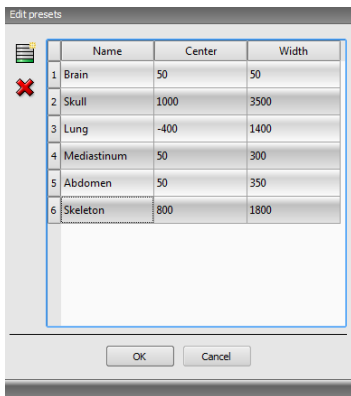 Edit presets
Name Center Width
1 Brain 50 50
2 Skull 1000 3500
3 Lung -400 1400
4 Mediastinum 50 300
5 Abdomen 50 350
6 Skeleton 800 1800
OK Cancel